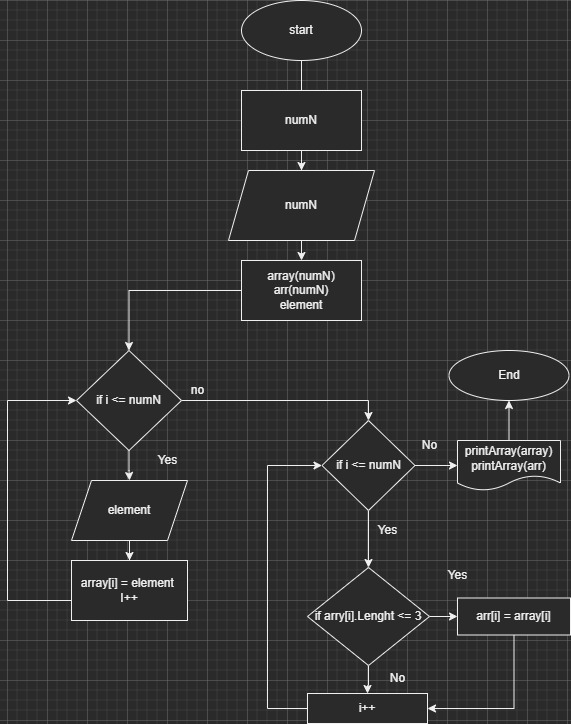 start
numN
numN
array(numN)
arr(numN)
element
if i <= numN
no
Yes
element
array[i] = element
I++
if i <= numN
No
printArray(array)
printArray(arr)
End
Yes
if arry[i].Lenght <= 3
Yes
arr[i] = array[i]
No
i++